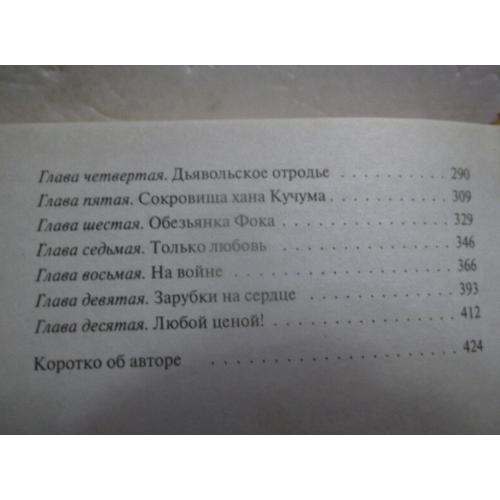 Глава четвертая. Дьявольское отродье . . . . . . . . . . . 290
Глава пятая. Сокровища хана Кучума . . . . . . . . . . . . 309
Глава шестая. Обезьянка Фока . . . . . . . . . . . . . . . . 329
Глава седьмая. Только любовь . . . . . . . . . . . . . . . . 346
Глава восьмая. На войне . . . . . . . . . . . . . . . . . . . . 366
Глава девятая. Зарубки на сердце . . . . . . . . . . . . . 393
Глава десятая. Любой ценой! . . . . . . . . . . . . . . . . . 412
Коротко об авторе . . . . . . . . . . . . . . . . . . . . . . . 424